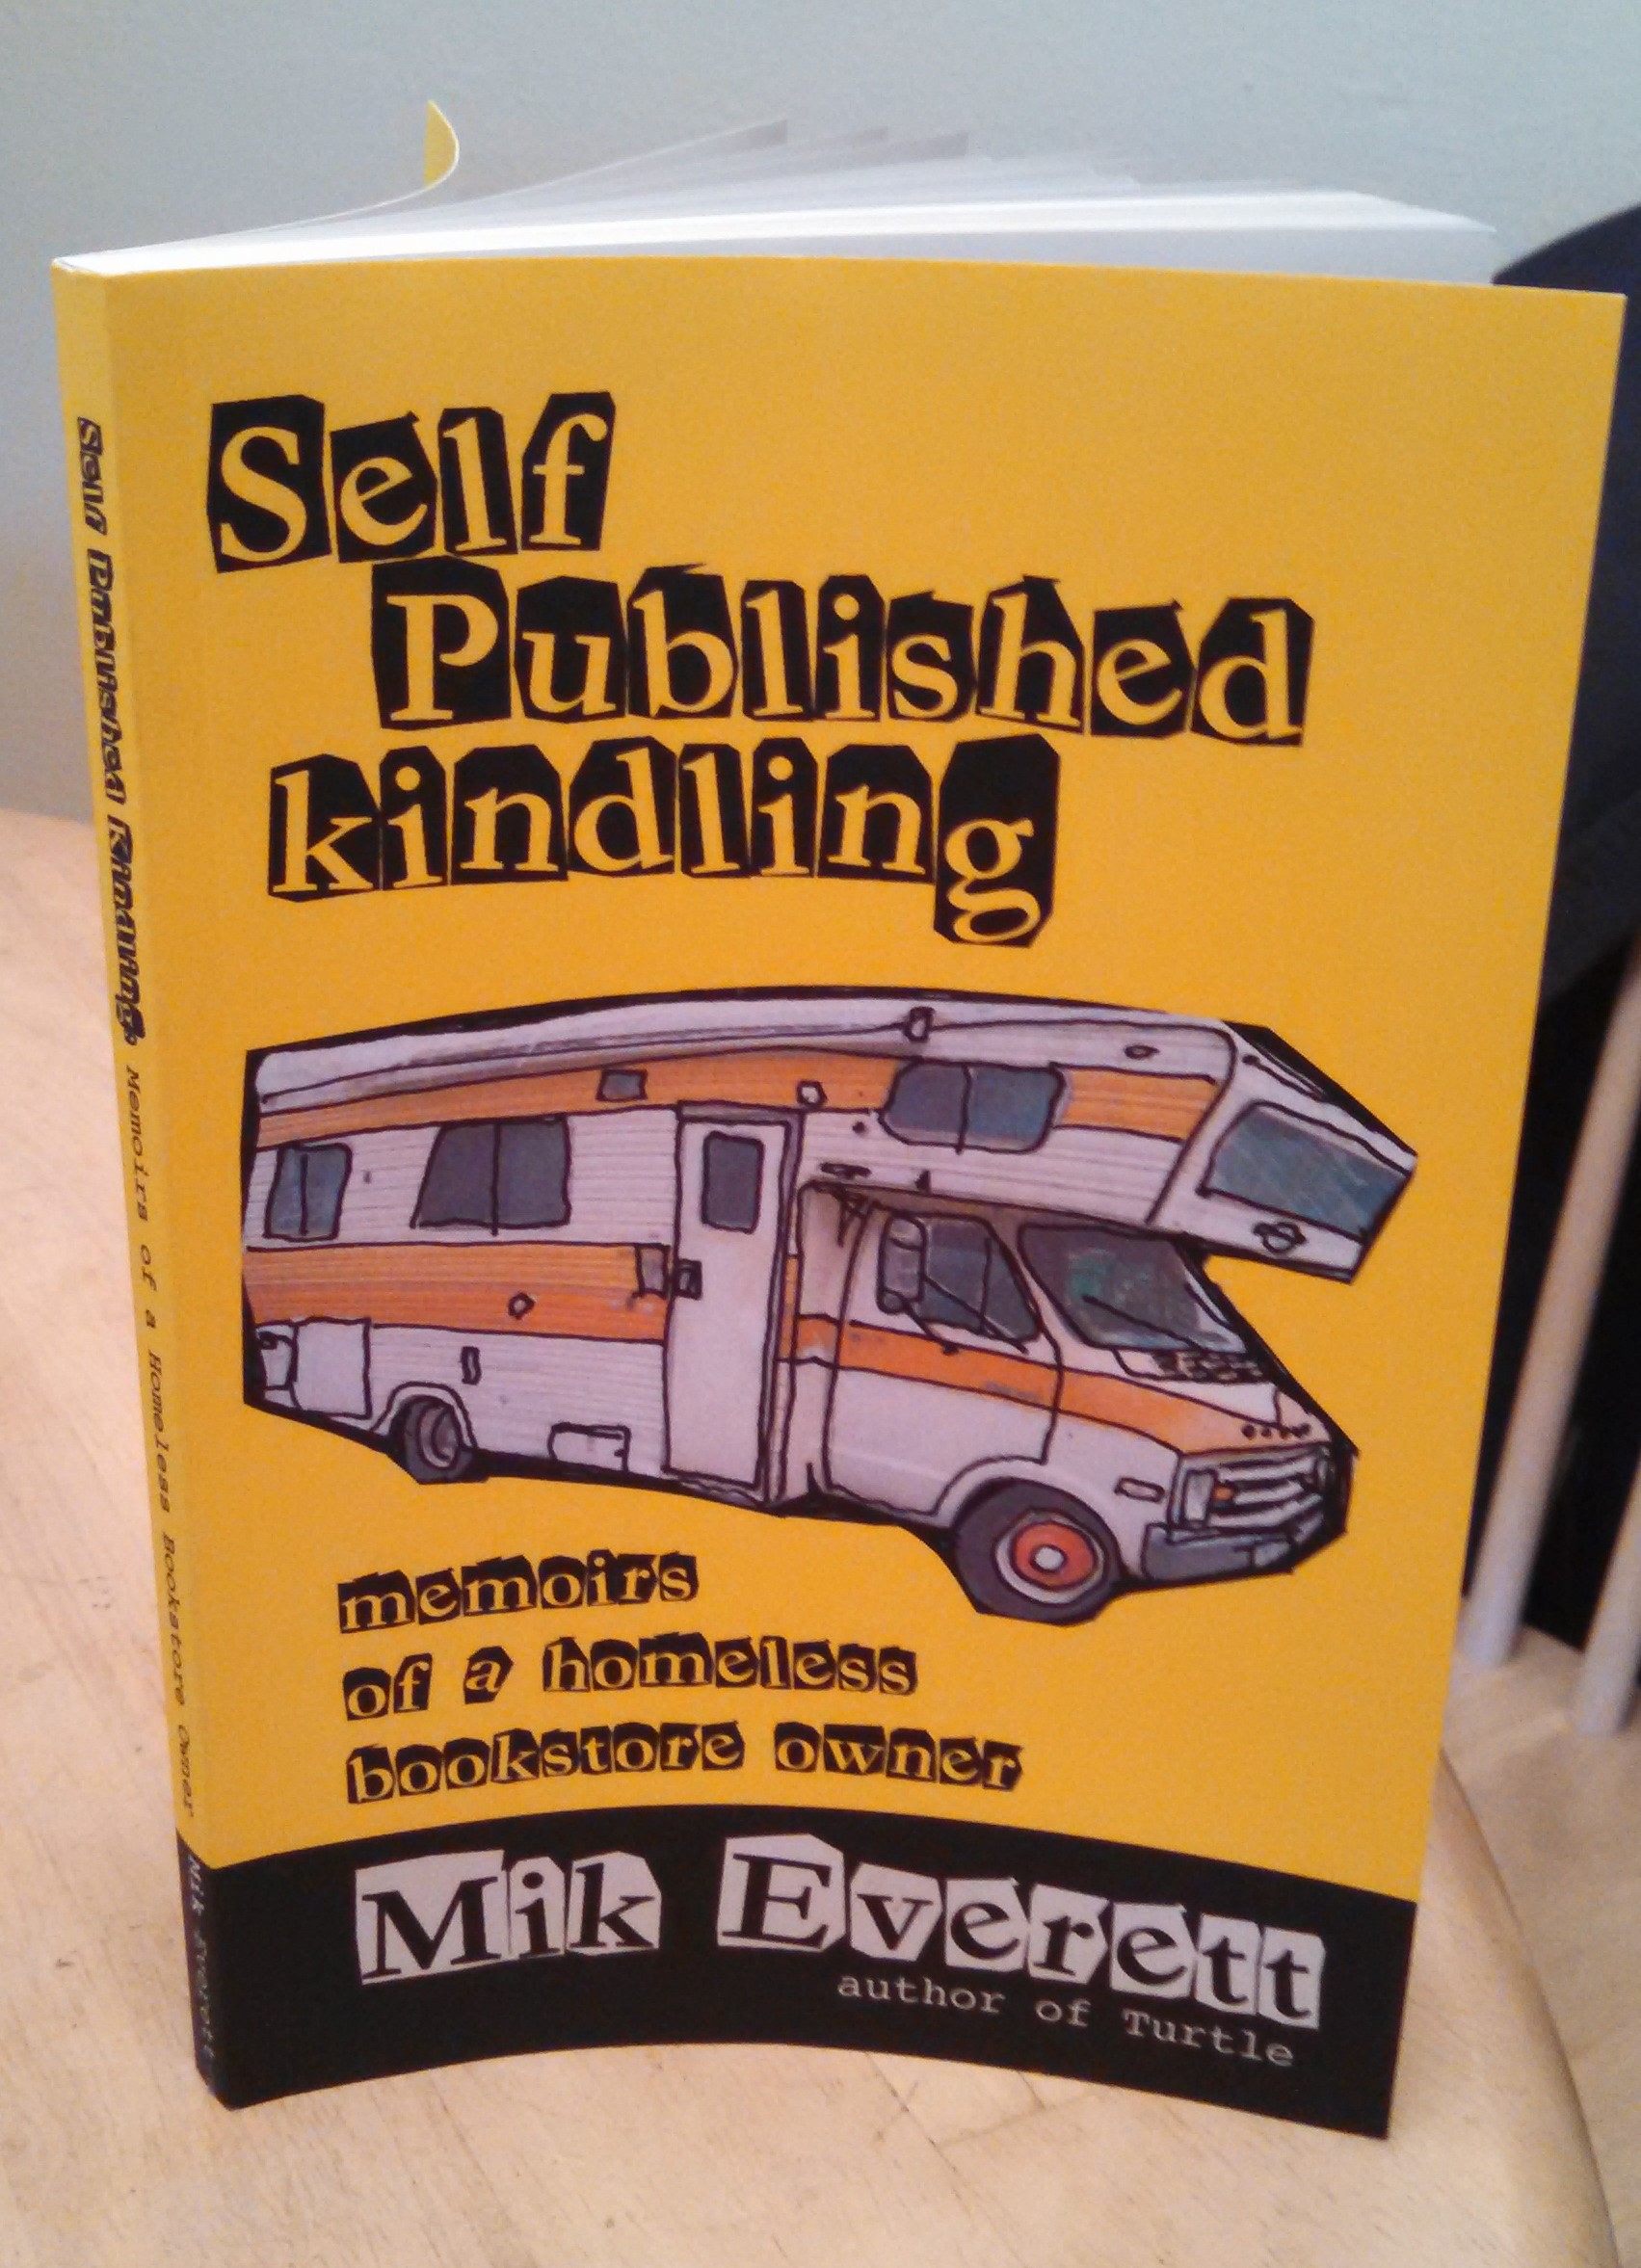 Self
Published
kindling
memoirs
of a homeless
bookstore owner
Mik Everett
author of Turtle
Self Published Kindling: Memoirs of a Homeless Bookstore Owner Mik Everett